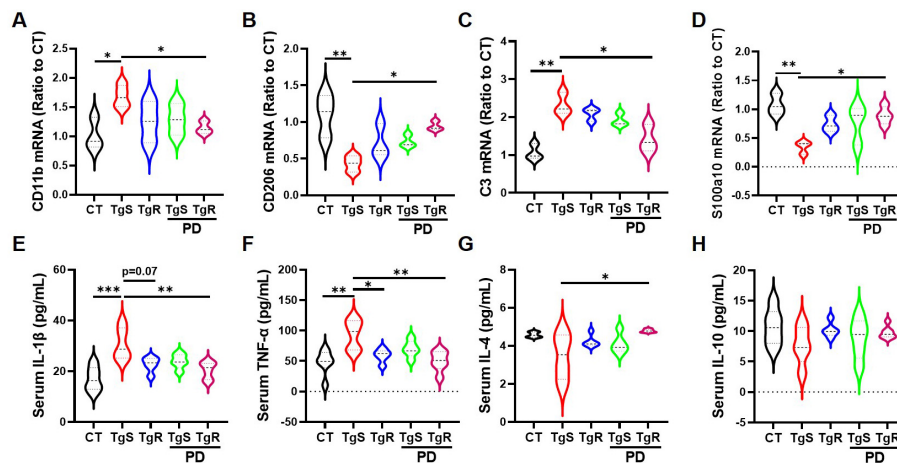 A
CD11b mRNA (Ratio to CT)
2.5
2.0
1.5
1.0
0.5
0.0
*
*
CT TgS TgR TgS TgR
PD
B
CD206 mRNA (Ratio to CT)
2.0
1.5
1.0
0.5
0.0
**
*
CT TgS TgR TgS TgR
PD
C
C3 mRNA (Ratio to CT)
4
3
2
1
0
**
*
CT TgS TgR TgS TgR
PD
D
S100a10 mRNA (Ratio to CT)
2.0
1.5
1.0
0.5
0.0
-0.5
**
*
CT TgS TgR TgS TgR
PD
E
Serum IL-1β (pg/mL)
60
40
20
0
p=0.07
***
**
CT TgS TgR TgS TgR
PD
F
Serum TNF-α (pg/mL)
200
150
100
50
0
-50
**
**
*
CT TgS TgR TgS TgR
PD
G
Serum IL-4 (pg/mL)
8
6
4
2
0
*
CT TgS TgR TgS TgR
PD
H
Serum IL-10 (pg/mL)
20
15
10
5
0
-5
CT TgS TgR TgS TgR
PD